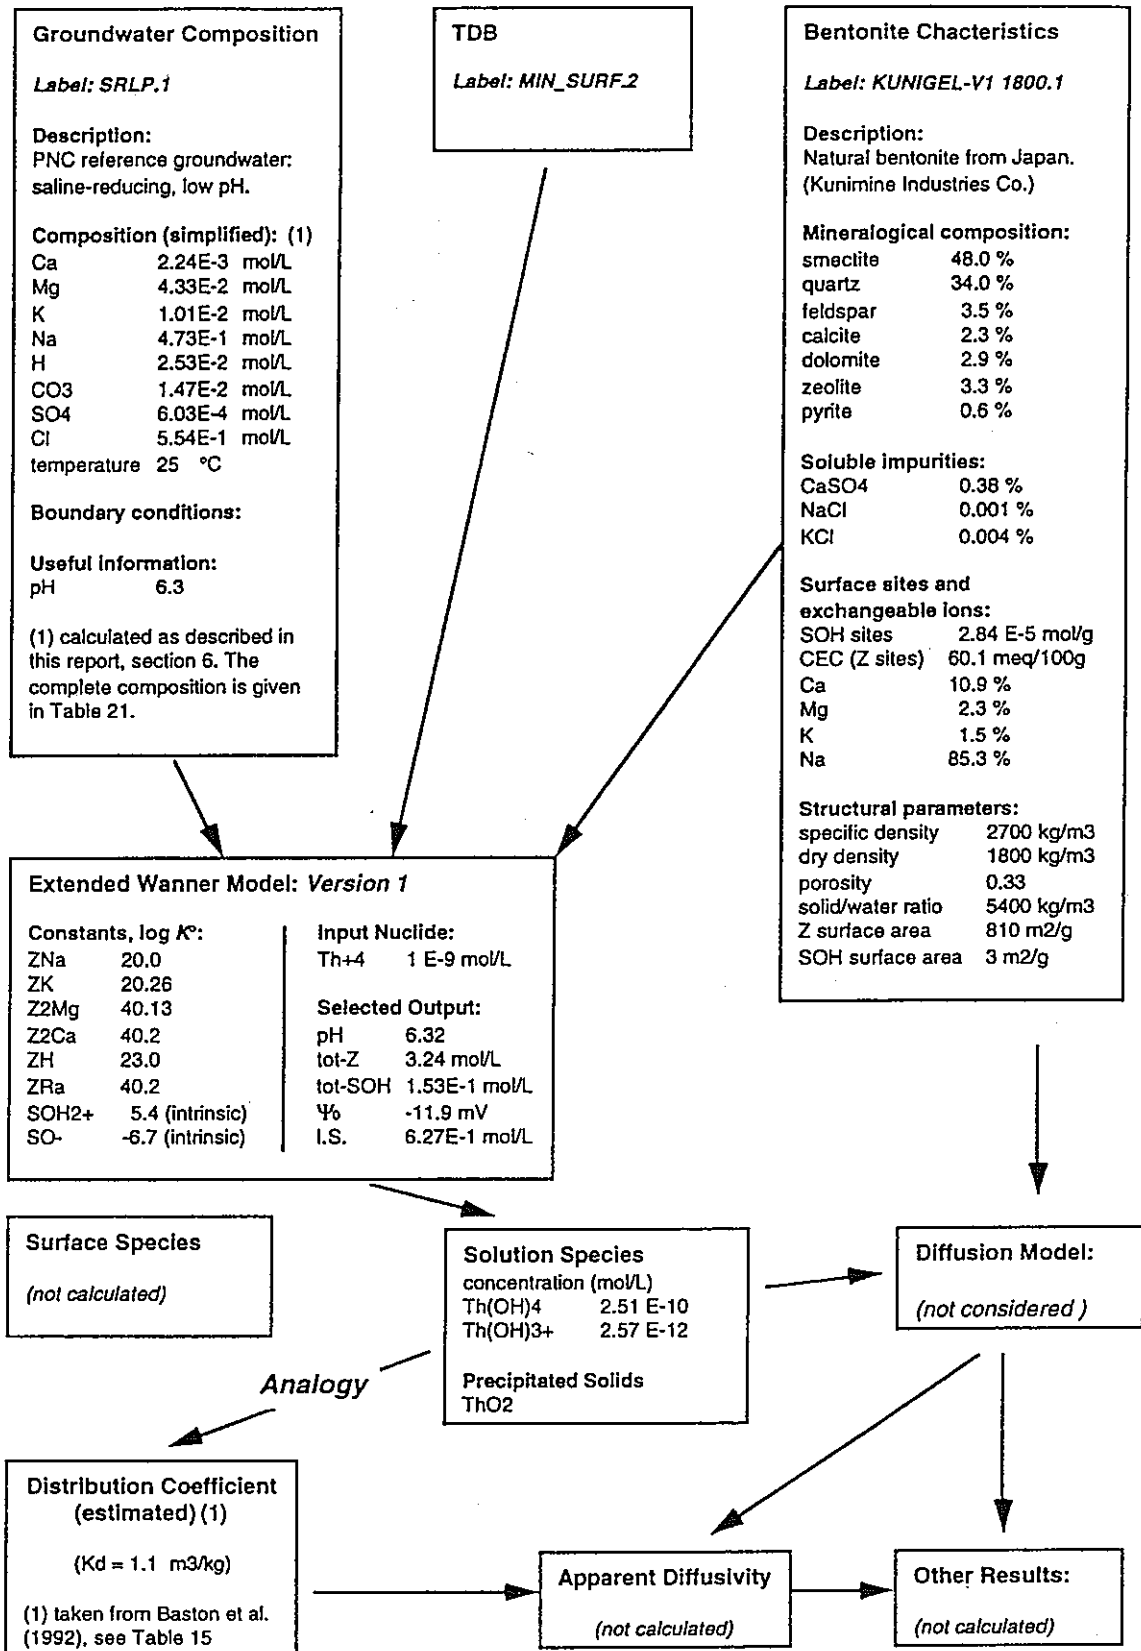 Groundwater Composition
Label: SRLP.1
Description:
PNC reference groundwater:
saline-reducing, low pH.
Composition (simplified): (1)
Ca 2.24E-3 mol/L
Mg 4.33E-2 mol/L
K 1.01E-2 mol/L
Na 4.73E-1 mol/L
H 2.53E-2 mol/L
CO3 1.47E-2 mol/L
SO4 6.03E-4 mol/L
Cl 5.54E-1 mol/L
temperature 25 °C
Boundary conditions:
Useful information:
pH 6.3
(1) calculated as described in
this report, section 6. The
complete composition is given
in Table 21.
TDB
Label: MIN_SURF.2
Bentonite Chacteristics
Label: KUNIGEL-V1 1800.1
Description:
Natural bentonite from Japan.
(Kunimine Industries Co.)
Mineralogical composition:
smectite 48.0 %
quartz 34.0 %
feldspar 3.5 %
calcite 2.3 %
dolomite 2.9 %
zeolite 3.3 %
pyrite 0.6 %
Soluble impurities:
CaSO4 0.38 %
NaCl 0.001 %
KCl 0.004 %
Surface sites and
exchangeable ions:
SOH sites 2.84 E-5 mol/g
CEC (Z sites) 60.1 meq/100g
Ca 10.9 %
Mg 2.3 %
K 1.5 %
Na 85.3 %
Structural parameters:
specific density 2700 kg/m3
dry density 1800 kg/m3
porosity 0.33
solid/water ratio 5400 kg/m3
Z surface area 810 m2/g
SOH surface area 3 m2/g
Extended Wanner Model: Version 1
Constants, log K°:
ZNa 20.0
ZK 20.26
Z2Mg 40.13
Z2Ca 40.2
ZH 23.0
ZRa 40.2
SOH2+ 5.4 (intrinsic)
SO- -6.7 (intrinsic)
Input Nuclide:
Th+4 1 E-9 mol/L
Selected Output:
pH 6.32
tot-Z 3.24 mol/L
tot-SOH 1.53E-1 mol/L
Ψ₀ -11.9 mV
I.S. 6.27E-1 mol/L
Surface Species
(not calculated)
Solution Species
concentration (mol/L)
Th(OH)4 2.51 E-10
Th(OH)3+ 2.57 E-12
Precipitated Solids
ThO2
Diffusion Model:
(not considered )
Analogy
Distribution Coefficient
(estimated) (1)
(Kd = 1.1 m3/kg)
(1) taken from Baston et al.
(1992), see Table 15
Apparent Diffusivity
(not calculated)
Other Results:
(not calculated)